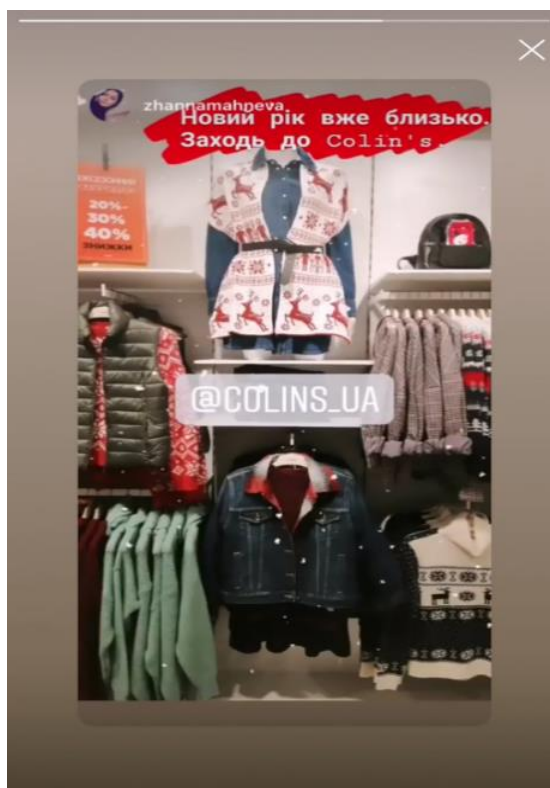 zhannamahneva
Новий рік вже близько.
Заходь до Colin's.
20%-
30%
40%
ЗНИЖКИ
@COLINS_UA